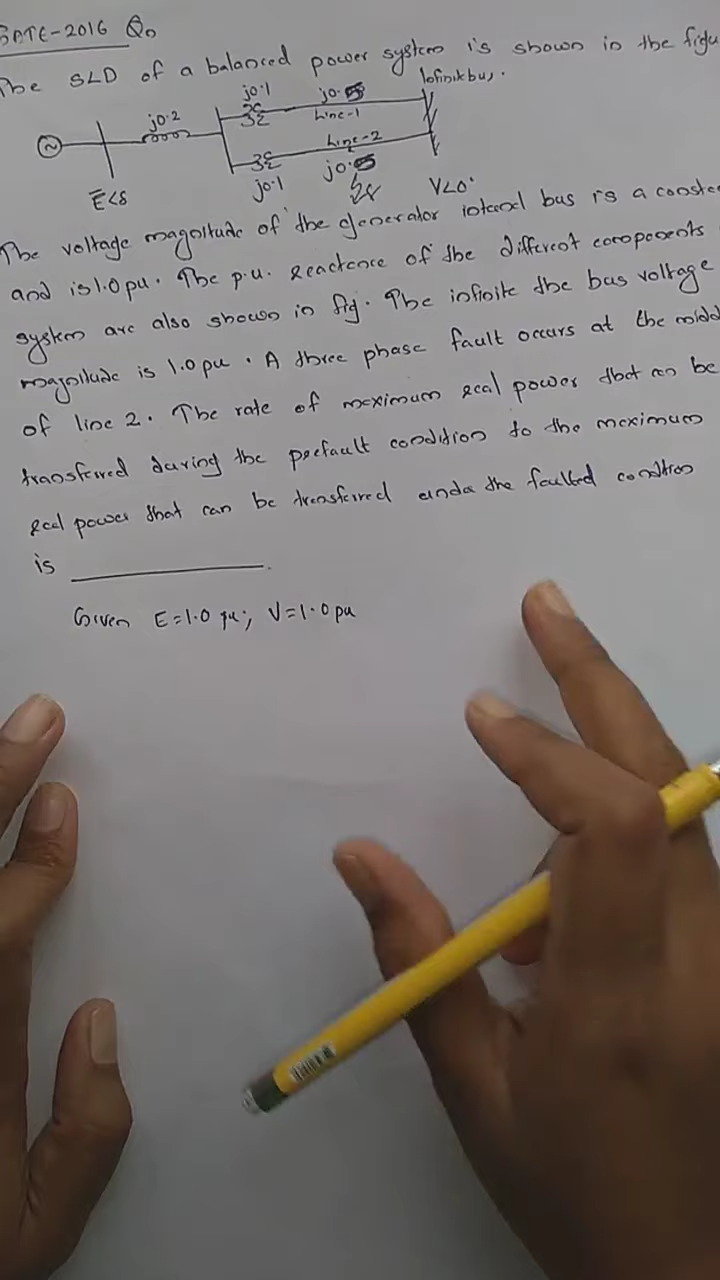 GATE-2016 Qn
The SLD of a balanced power system is shown in the figu
Infinik bus.
j0.1 j0.5
j0.2
Line-1
Line-2
j0.1 j0.5
E<δ
V<0°
The voltage magnitude of the generator internal bus is a consta
and is 1.0 pu. The p.u. Reactence of the different components
system are also shown in fig. The infinite the bus voltage
magnitude is 1.0 pu. A three phase fault occurs at the midd
of line 2. The rate of maximum real power that can be
transferred during the prefault condition to the maximum
real power that can be transferred under the faulted condition
is
Given E=1.0 pu; V=1.0 pu